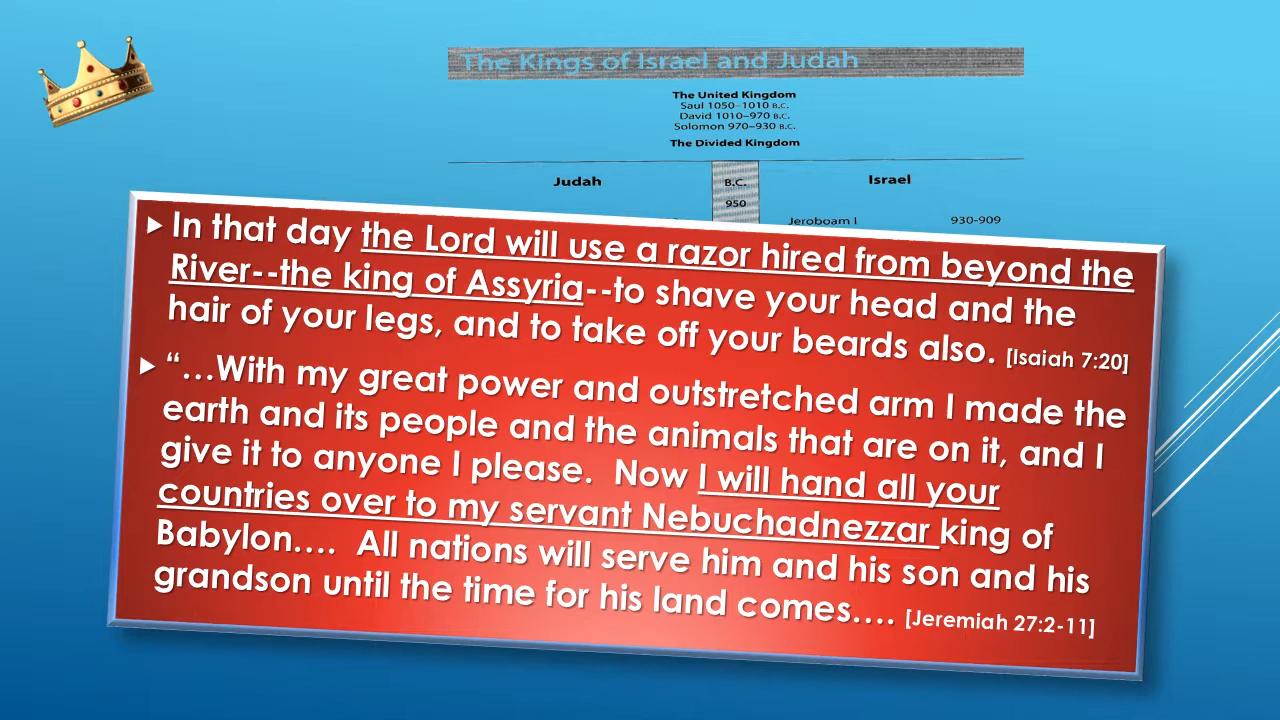 The Kings of Israel and Judah
The United Kingdom
Saul 1050–1010 B.C.
David 1010–970 B.C.
Solomon 970–930 B.C.
The Divided Kingdom
Judah
B.C.
Israel
950
Jeroboam I 930-909
In that day the Lord will use a razor hired from beyond the
River--the king of Assyria--to shave your head and the
hair of your legs, and to take off your beards also. [Isaiah 7:20]
“…With my great power and outstretched arm I made the
earth and its people and the animals that are on it, and I
give it to anyone I please. Now I will hand all your
countries over to my servant Nebuchadnezzar king of
Babylon…. All nations will serve him and his son and his
grandson until the time for his land comes…. [Jeremiah 27:2-11]